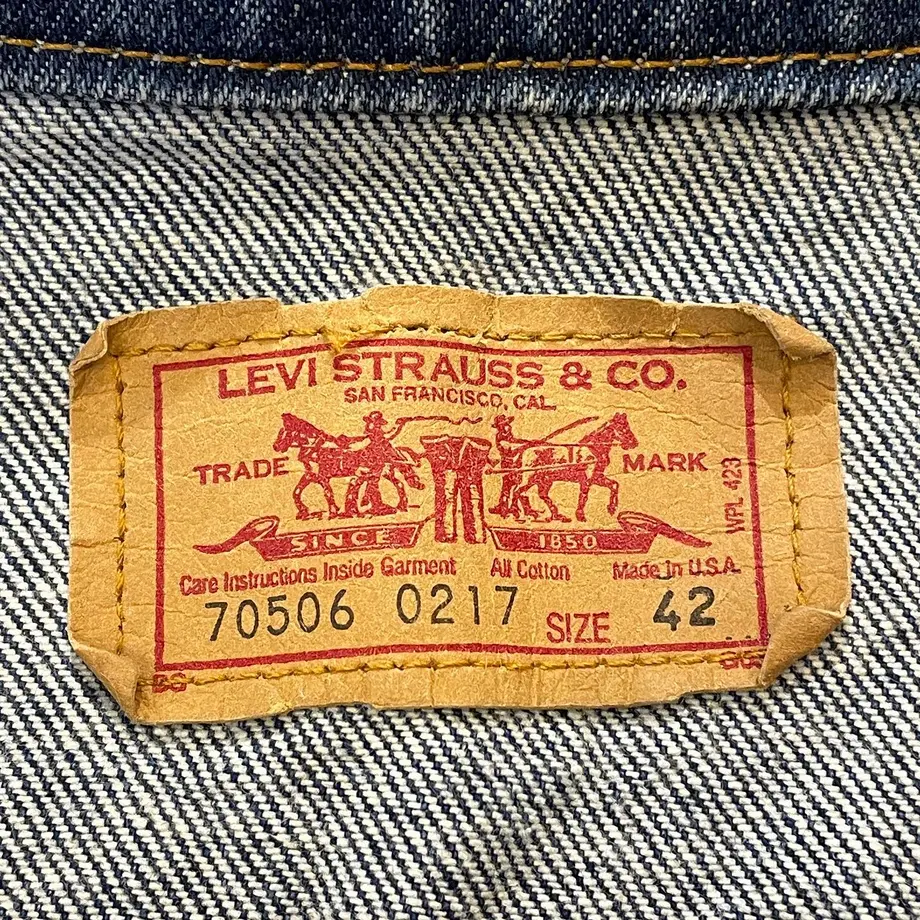 LEVI STRAUSS & CO.
SAN FRANCISCO, CAL.
TRADE MARK
WPL 423
SINCE 1850
Care Instructions Inside Garment All Cotton Made In U.S.A.
70506 0217 SIZE 42
BG